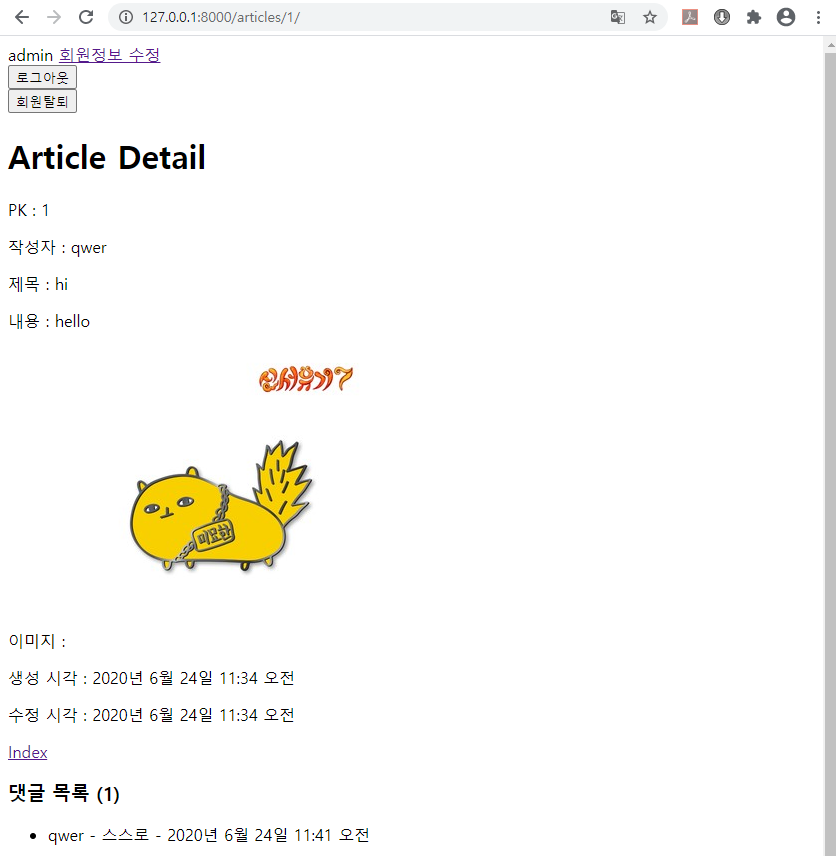 127.0.0.1:8000/articles/1/
admin 회원정보 수정
로그아웃
회원탈퇴
Article Detail
PK : 1
작성자 : qwer
제목 : hi
내용 : hello
신서유기7
미묘한
이미지 :
생성 시각 : 2020년 6월 24일 11:34 오전
수정 시각 : 2020년 6월 24일 11:34 오전
Index
댓글 목록 (1)
qwer - 스스로 - 2020년 6월 24일 11:41 오전